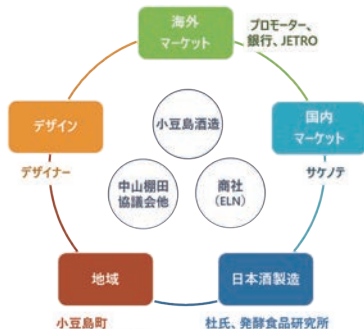 海外
マーケット
プロモーター、
銀行、JETRO
デザイン
デザイナー
小豆島酒造
国内
マーケット
サケノテ
中山棚田
協議会他
商社
(ELN)
地域
小豆島町
日本酒製造
杜氏、発酵食品研究所